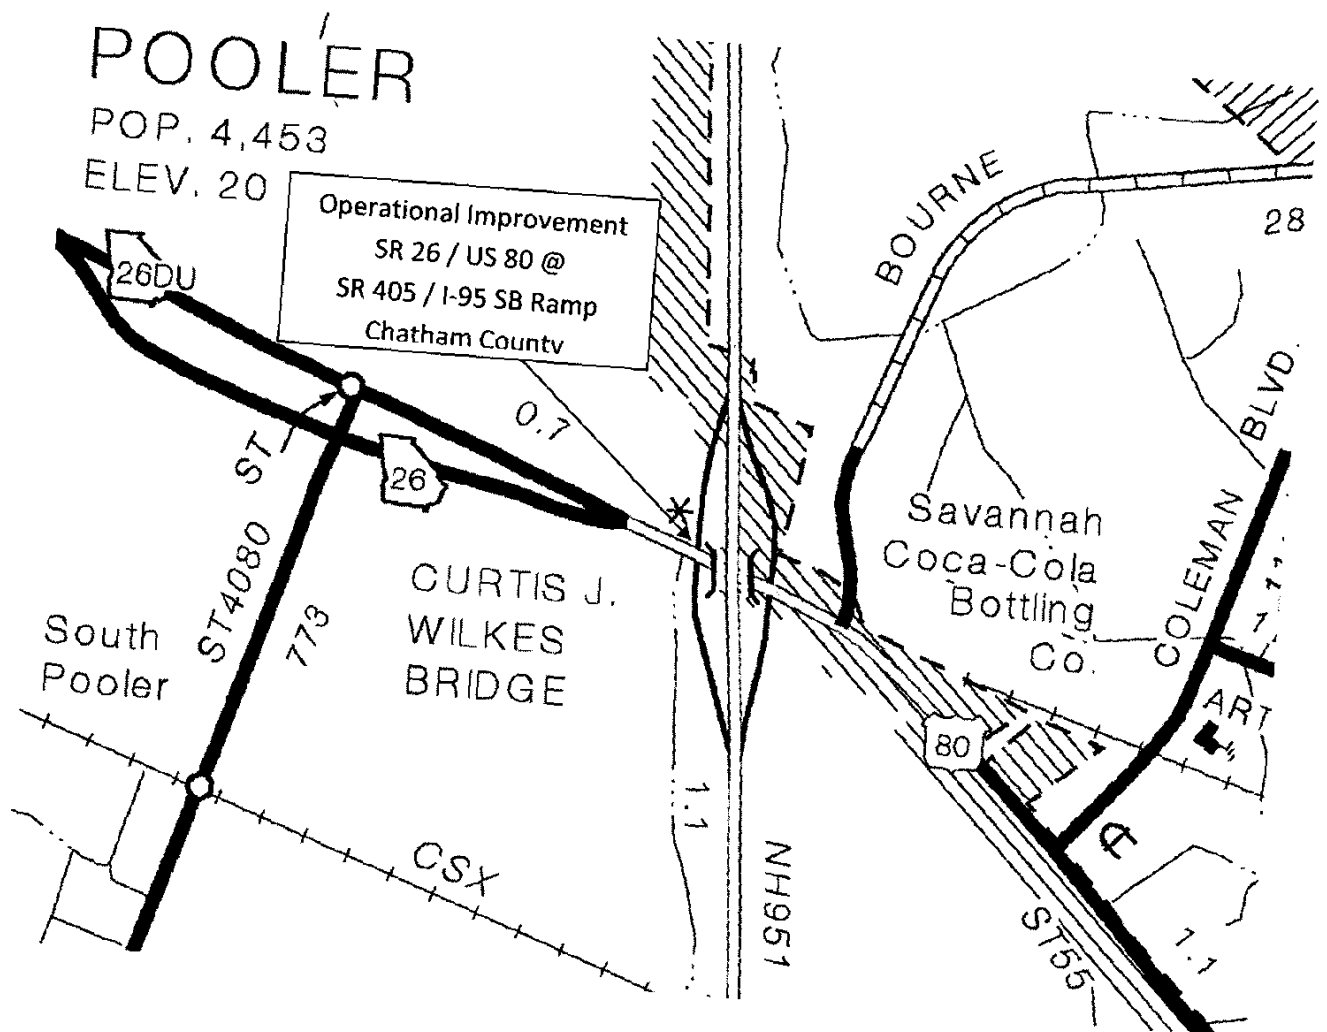 POOLER
POP. 4,453
ELEV. 20
Operational Improvement
SR 26 / US 80 @
SR 405 / I-95 SB Ramp
Chatham County
26DU
BOURNE
28
BLVD.
0.7
ST
26
Savannah
Coca-Cola
Bottling
Co.
COLEMAN
ST4080
773
CURTIS J.
WILKES
BRIDGE
South
Pooler
ART
80
1.1
CSX
NH951
ST55
1.1